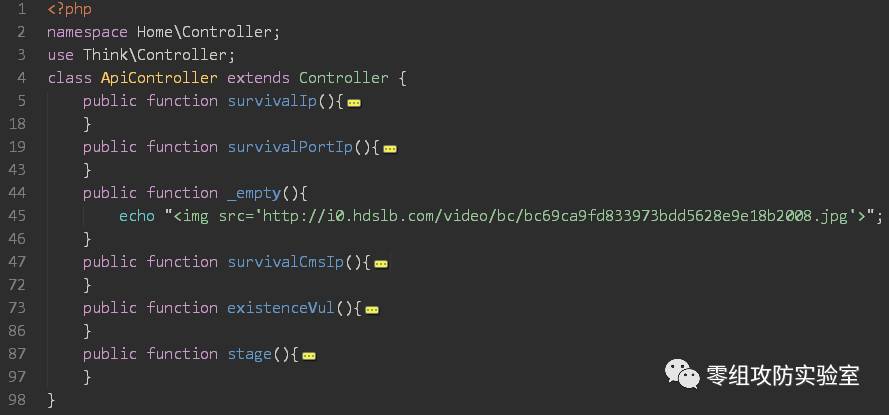 1 <?php
2 namespace Home\Controller;
3 use Think\Controller;
4 class ApiController extends Controller {
5 public function survivalIp(){
18 }
19 public function survivalPortIp(){
43 }
44 public function _empty(){
45 echo "<img src='http://i0.hdslb.com/video/bc/bc69ca9fd833973bdd5628e9e18b2008.jpg'>";
46 }
47 public function survivalCmsIp(){
72 }
73 public function existenceVul(){
86 }
87 public function stage(){
97 }
98 }
零组攻防实验室